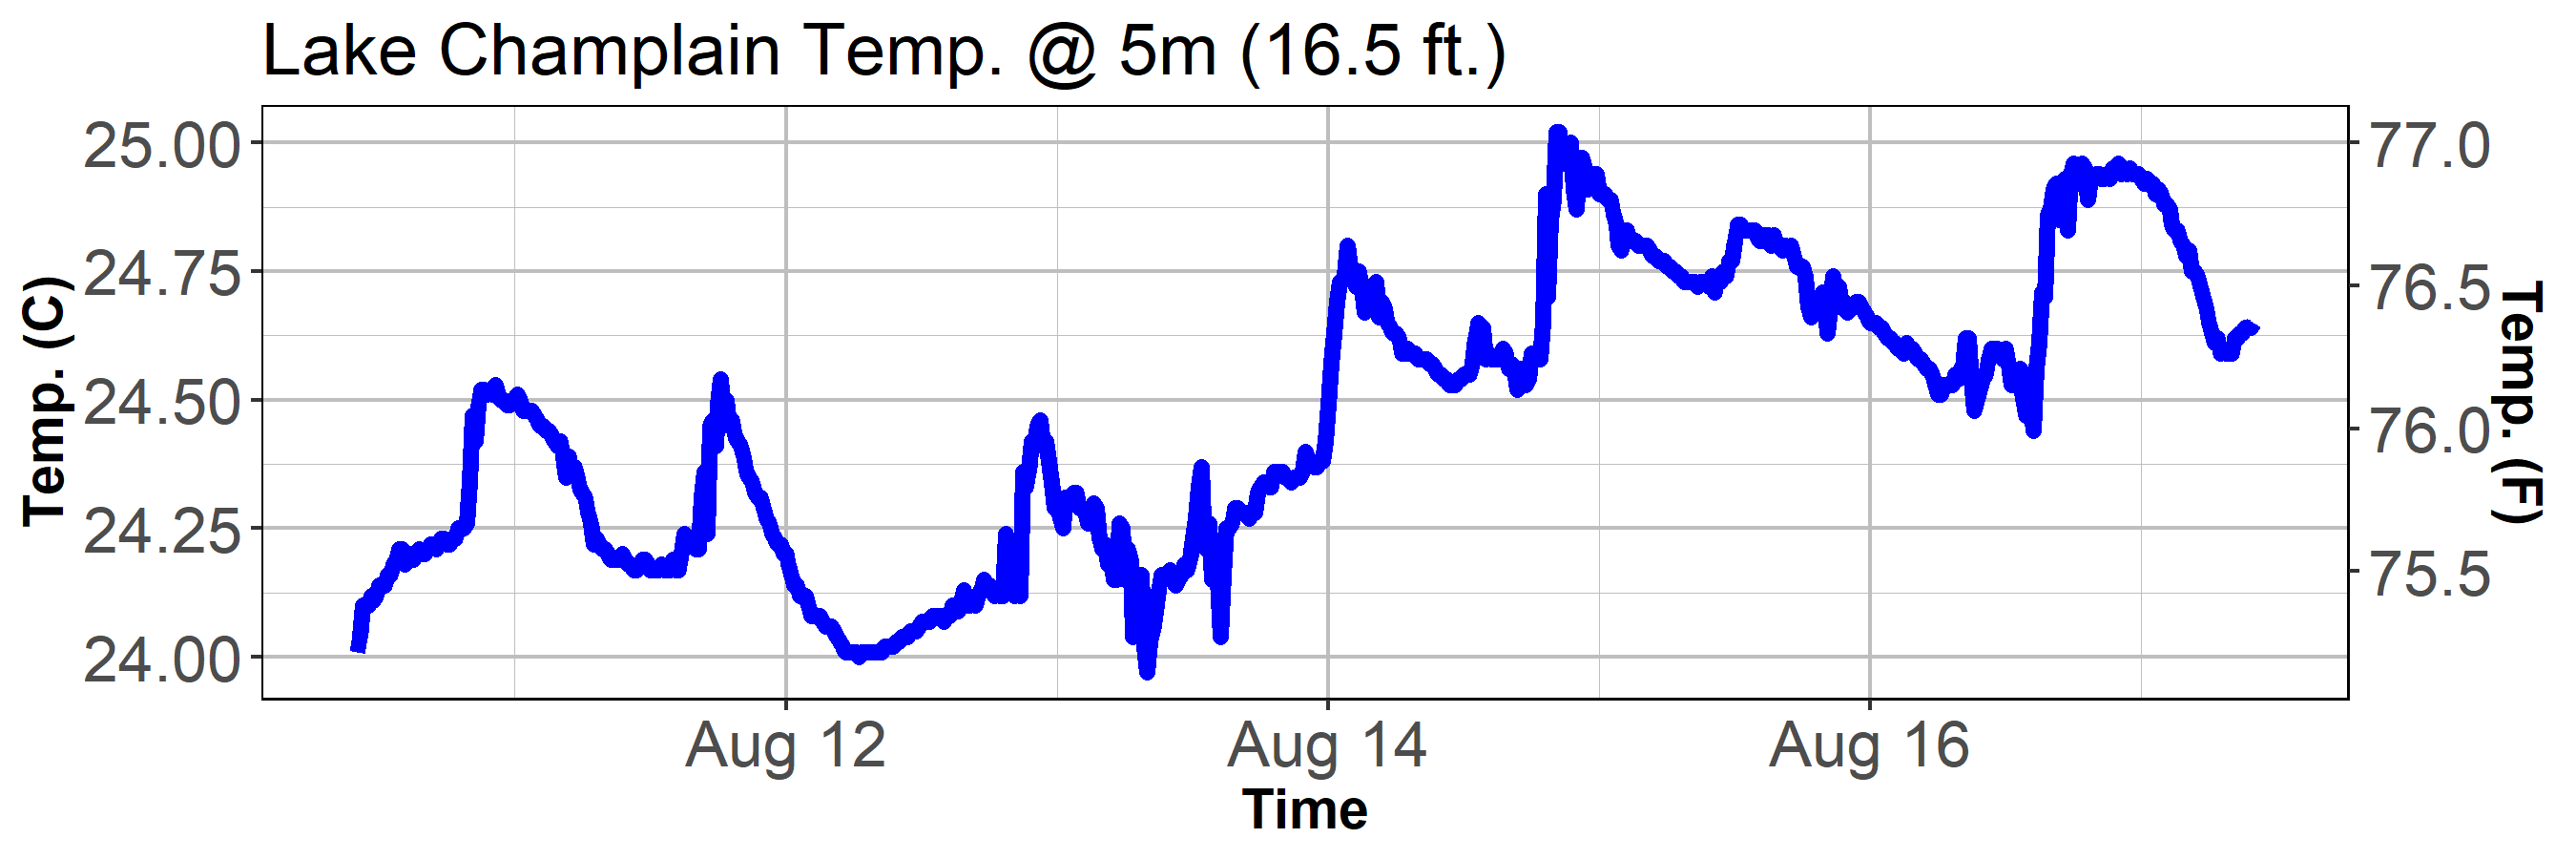 Lake Champlain Temp. @ 5m (16.5 ft.)
25.00
24.75
24.50
24.25
24.00
Temp. (C)
77.0
76.5
76.0
75.5
Temp. (F)
Aug 12
Aug 14
Aug 16
Time